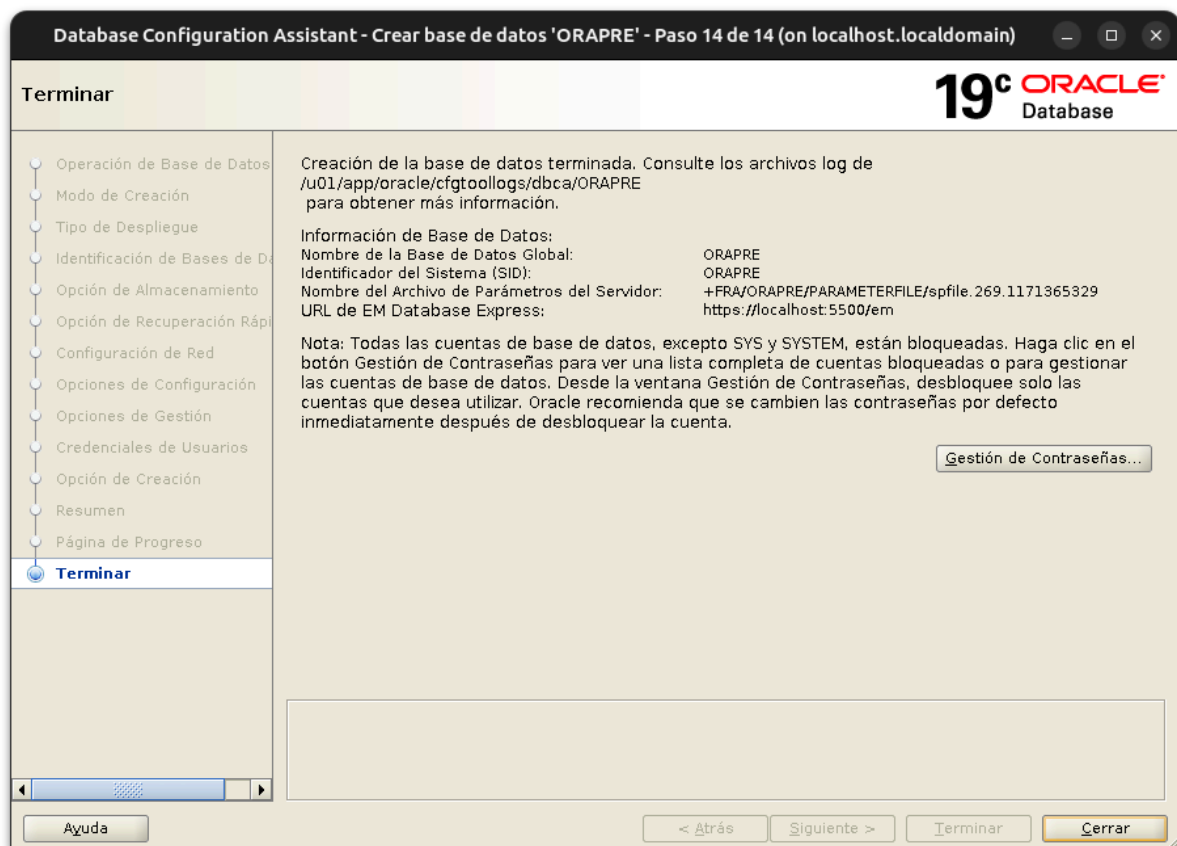 Database Configuration Assistant - Crear base de datos 'ORAPRE' - Paso 14 de 14 (on localhost.localdomain)
Terminar
19c ORACLE
Database
Operación de Base de Datos
Modo de Creación
Tipo de Despliegue
Identificación de Bases de Da
Opción de Almacenamiento
Opción de Recuperación Rápi
Configuración de Red
Opciones de Configuración
Opciones de Gestión
Credenciales de Usuarios
Opción de Creación
Resumen
Página de Progreso
Terminar
Creación de la base de datos terminada. Consulte los archivos log de
/u01/app/oracle/cfgtoollogs/dbca/ORAPRE
para obtener más información.
Información de Base de Datos:
Nombre de la Base de Datos Global: ORAPRE
Identificador del Sistema (SID): ORAPRE
Nombre del Archivo de Parámetros del Servidor: +FRA/ORAPRE/PARAMETERFILE/spfile.269.1171365329
URL de EM Database Express: https://localhost:5500/em
Nota: Todas las cuentas de base de datos, excepto SYS y SYSTEM, están bloqueadas. Haga clic en el
botón Gestión de Contraseñas para ver una lista completa de cuentas bloqueadas o para gestionar
las cuentas de base de datos. Desde la ventana Gestión de Contraseñas, desbloquee solo las
cuentas que desea utilizar. Oracle recomienda que se cambien las contraseñas por defecto
inmediatamente después de desbloquear la cuenta.
Gestión de Contraseñas...
Ayuda
< Atrás
Siguiente >
Terminar
Cerrar